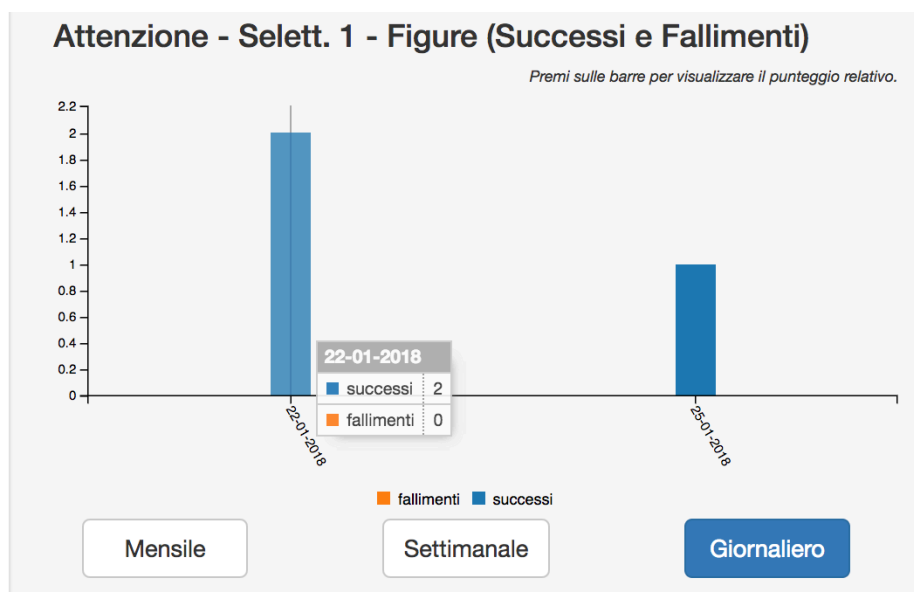 Attenzione - Selett. 1 - Figure (Successi e Fallimenti)
Premi sulle barre per visualizzare il punteggio relativo.
2.2
2
1.8
1.6
1.4
1.2
1
0.8
0.6
0.4
0.2
0
22-01-2018
successi 2
fallimenti 0
22-01-2018
25-01-2018
fallimenti successi
Mensile Settimanale Giornaliero